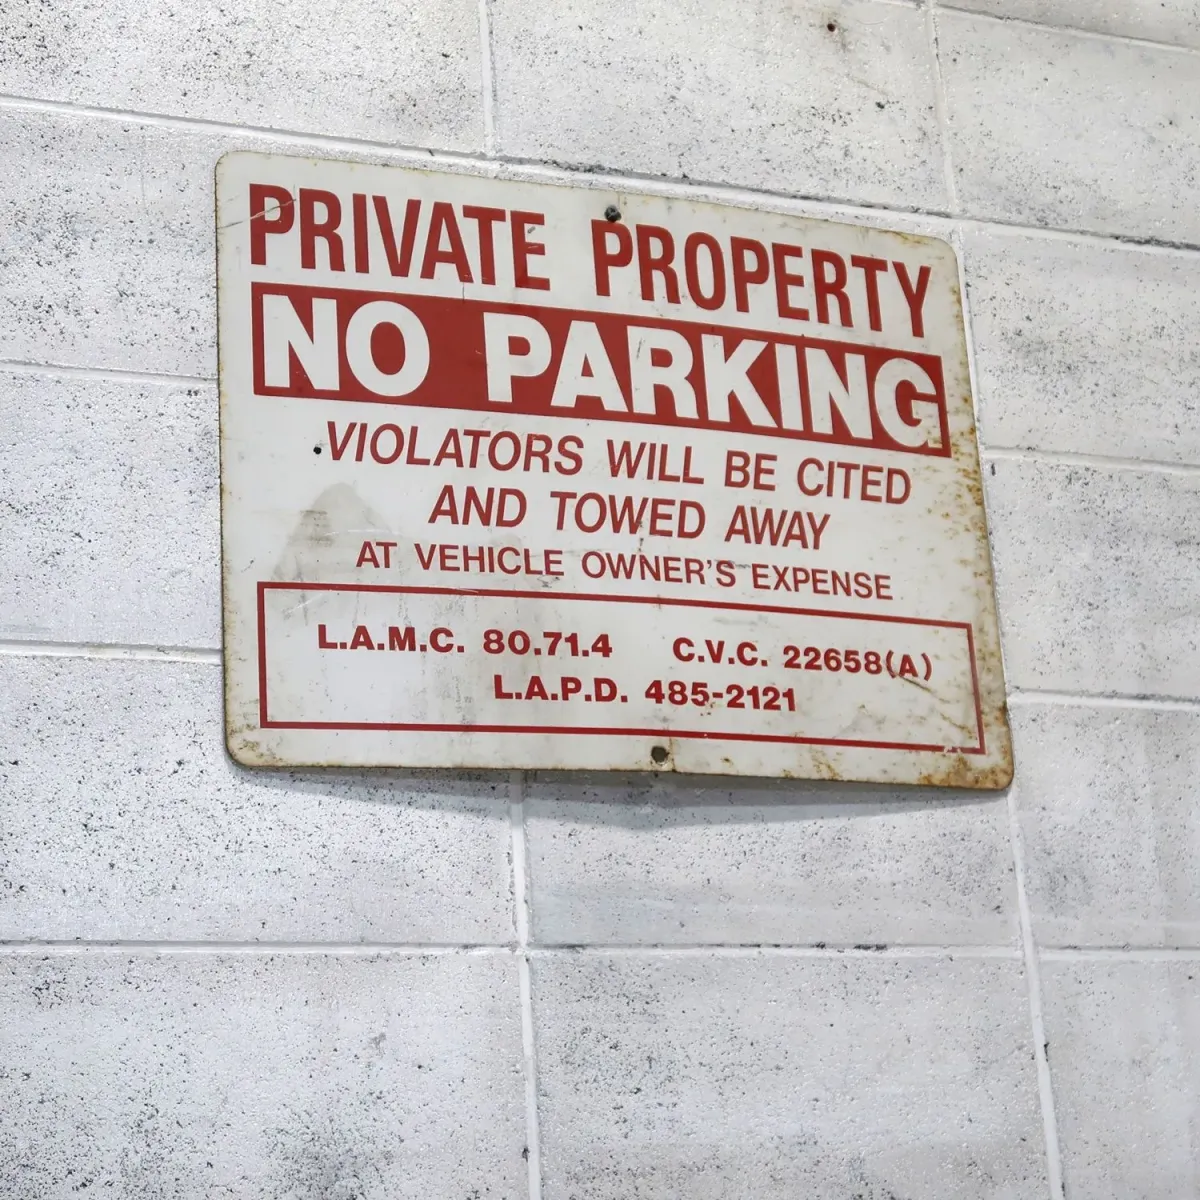 PRIVATE PROPERTY
NO PARKING
VIOLATORS WILL BE CITED
AND TOWED AWAY
AT VEHICLE OWNER'S EXPENSE
L.A.M.C. 80.71.4 C.V.C. 22658(A)
L.A.P.D. 485-2121